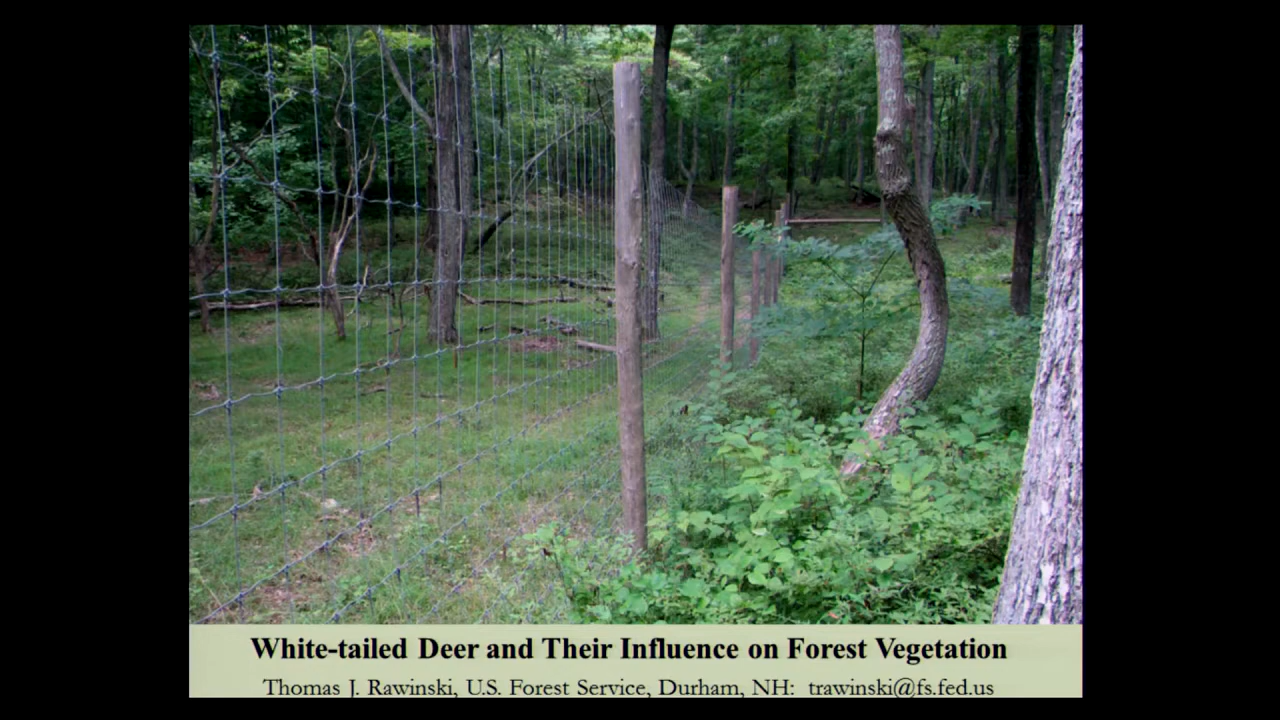 White-tailed Deer and Their Influence on Forest Vegetation
Thomas J. Rawinski, U.S. Forest Service, Durham, NH: trawinski@fs.fed.us